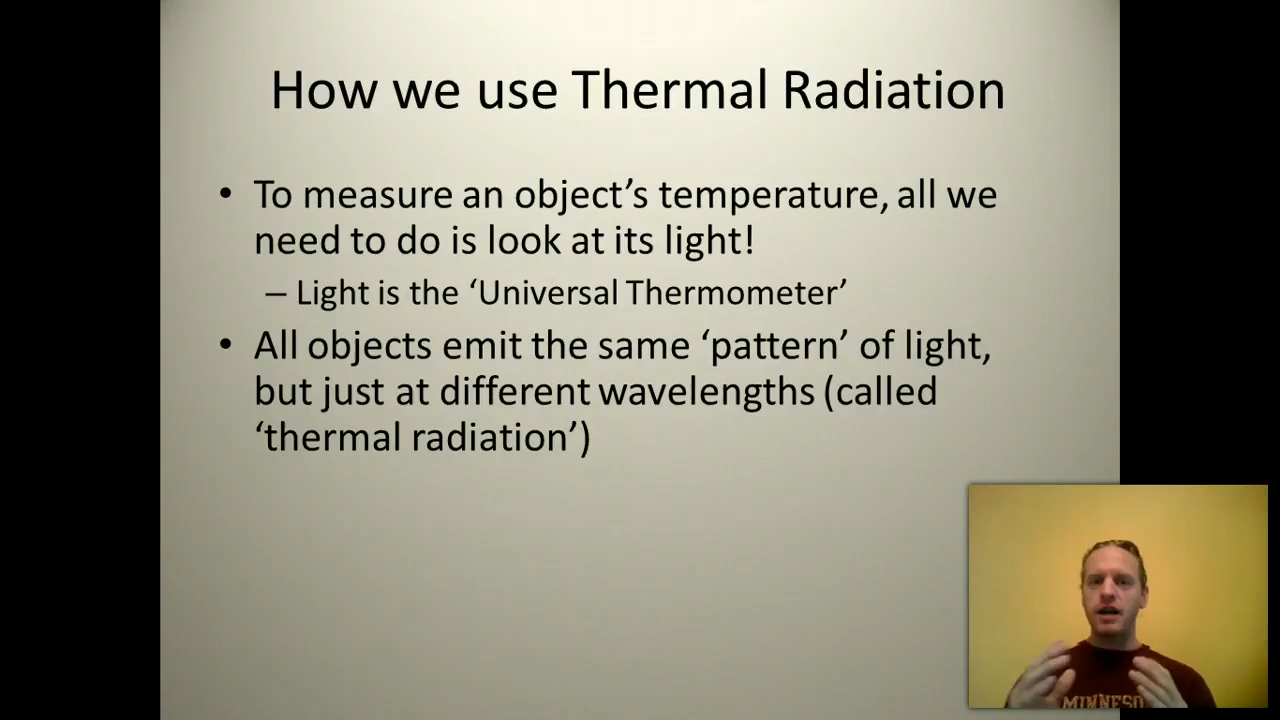 How we use Thermal Radiation
• To measure an object’s temperature, all we
need to do is look at its light!
– Light is the ‘Universal Thermometer’
• All objects emit the same ‘pattern’ of light,
but just at different wavelengths (called
‘thermal radiation’)
MINNESO